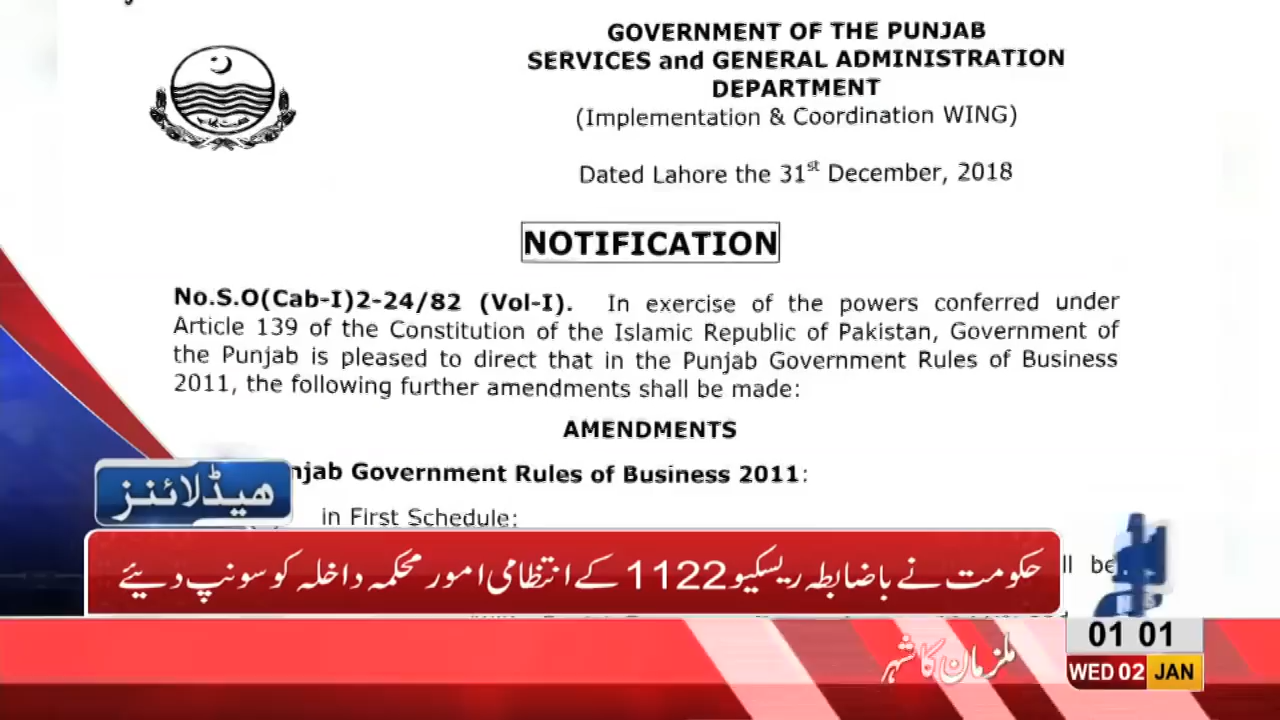 GOVERNMENT OF THE PUNJAB
SERVICES and GENERAL ADMINISTRATION
DEPARTMENT
(Implementation & Coordination WING)
Dated Lahore the 31st December, 2018
NOTIFICATION
No.S.O(Cab-I)2-24/82 (Vol-I). In exercise of the powers conferred under
Article 139 of the Constitution of the Islamic Republic of Pakistan, Government of
the Punjab is pleased to direct that in the Punjab Government Rules of Business
2011, the following further amendments shall be made:
AMENDMENTS
njab Government Rules of Business 2011:
in First Schedule:
ہیڈلائنز
ll be
حکومت نے باضابطہ ریسکیو 1122 کے انتظامی امور محکمہ داخلہ کو سونپ دیئے
01 01
ملزمان کا شہر
WED 02 JAN